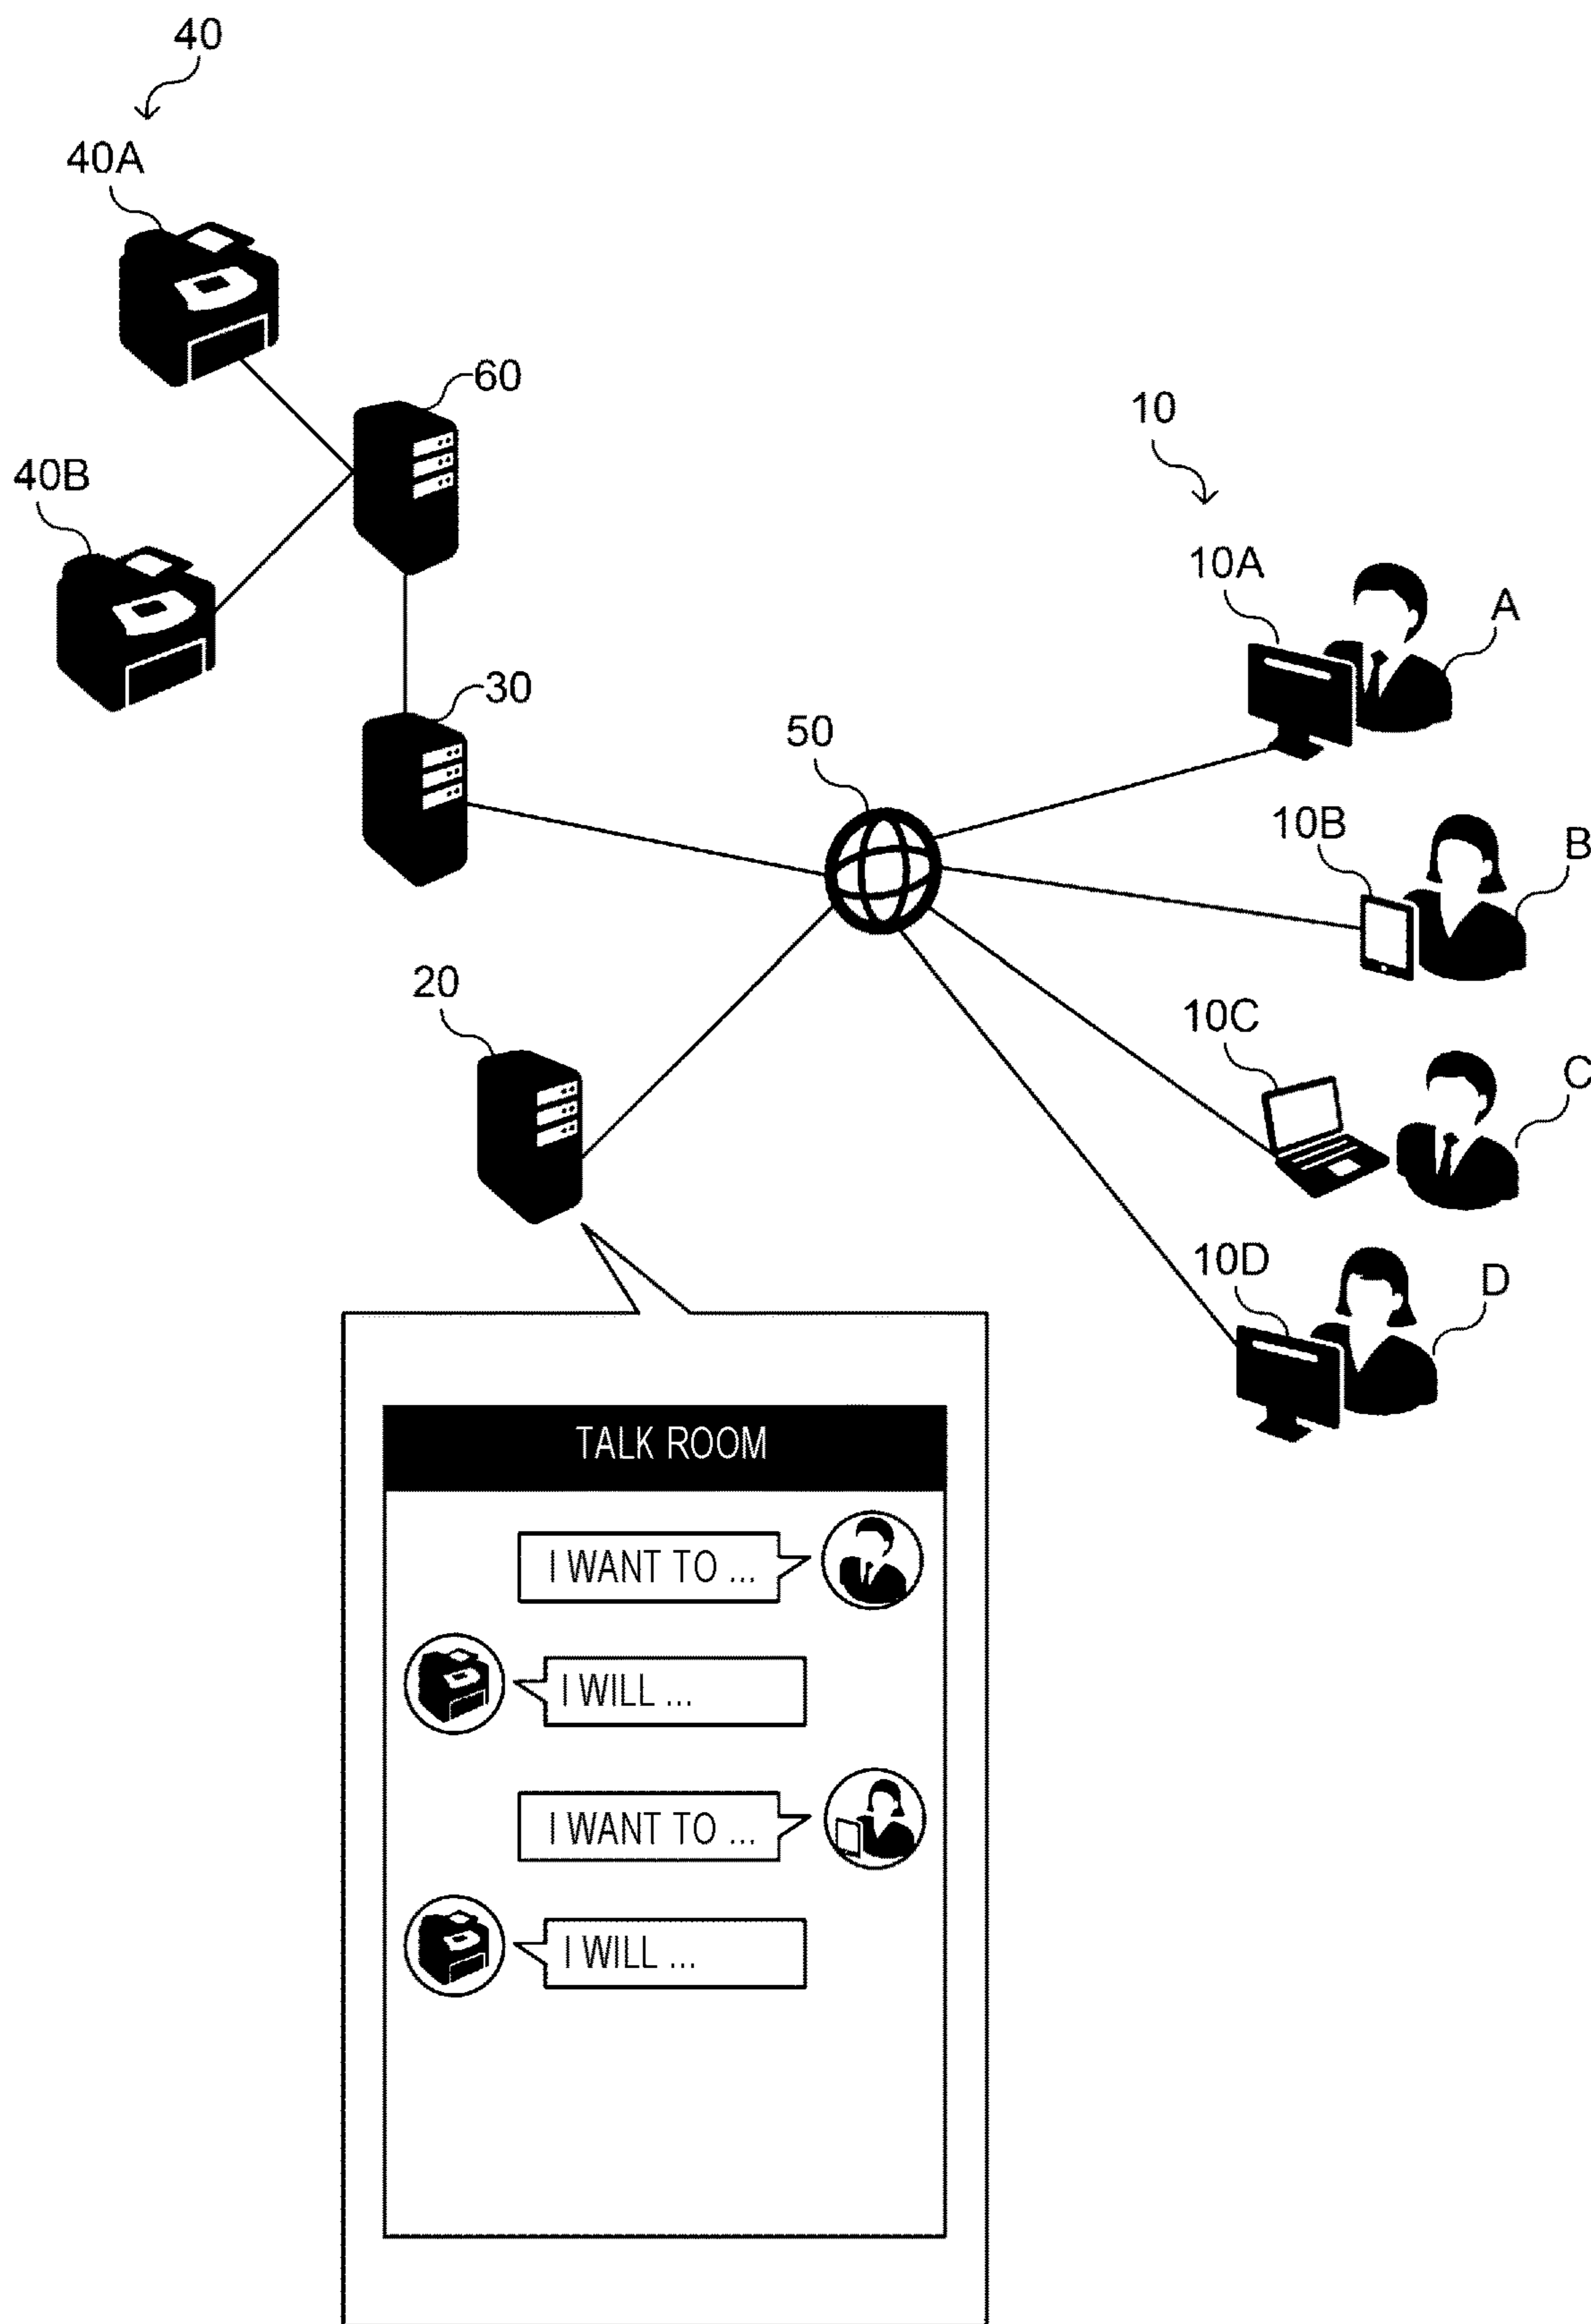 40
40A
60
10
40B
10A
A
30
50
10B
B
20
10C
C
10D
D
TALK ROOM
I WANT TO ...
I WILL ...
I WANT TO ...
I WILL ...